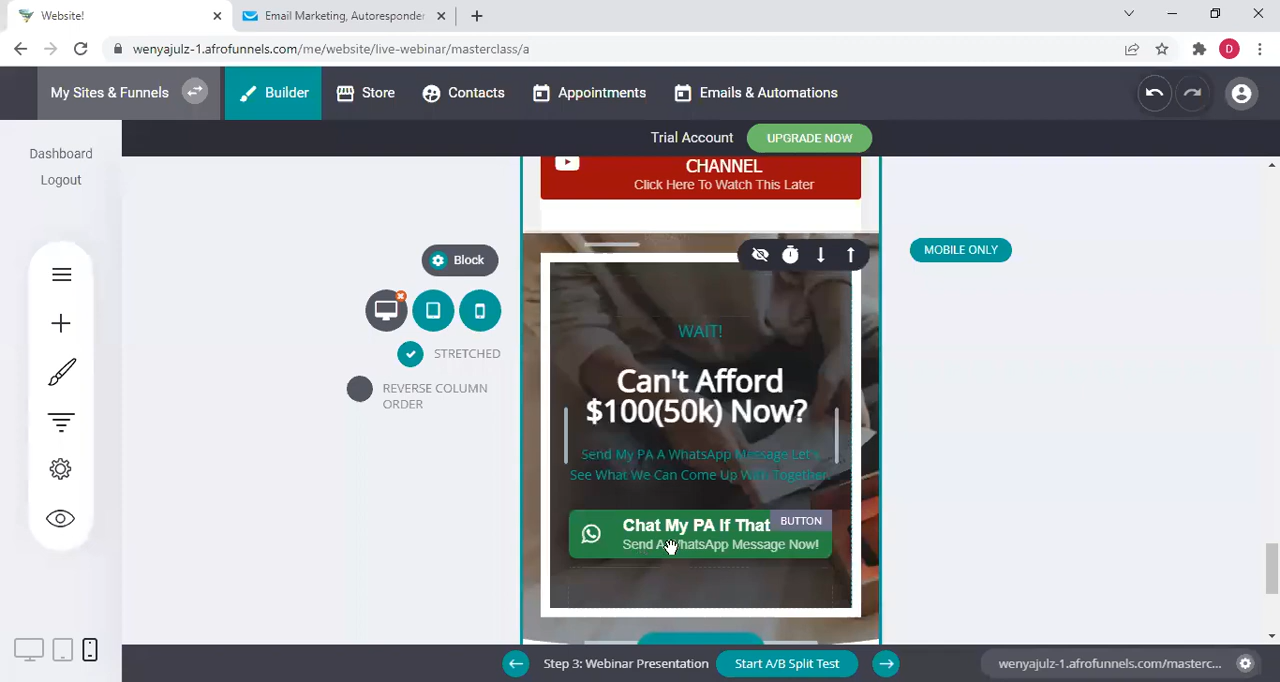 Website!
Email Marketing, Autoresponder
wenyajulz-1.afrofunnels.com/me/website/live-webinar/masterclass/a
D
My Sites & Funnels
Builder
Store
Contacts
Appointments
Emails & Automations
Trial Account
UPGRADE NOW
Dashboard
Logout
CHANNEL
Click Here To Watch This Later
Block
MOBILE ONLY
STRETCHED
REVERSE COLUMN
ORDER
WAIT!
Can't Afford
$100(50k) Now?
Send My PA A WhatsApp Message Let's
See What We Can Come Up With Together.
Chat My PA If That
BUTTON
Send A WhatsApp Message Now!
Step 3: Webinar Presentation
Start A/B Split Test
wenyajulz-1.afrofunnels.com/masterc...